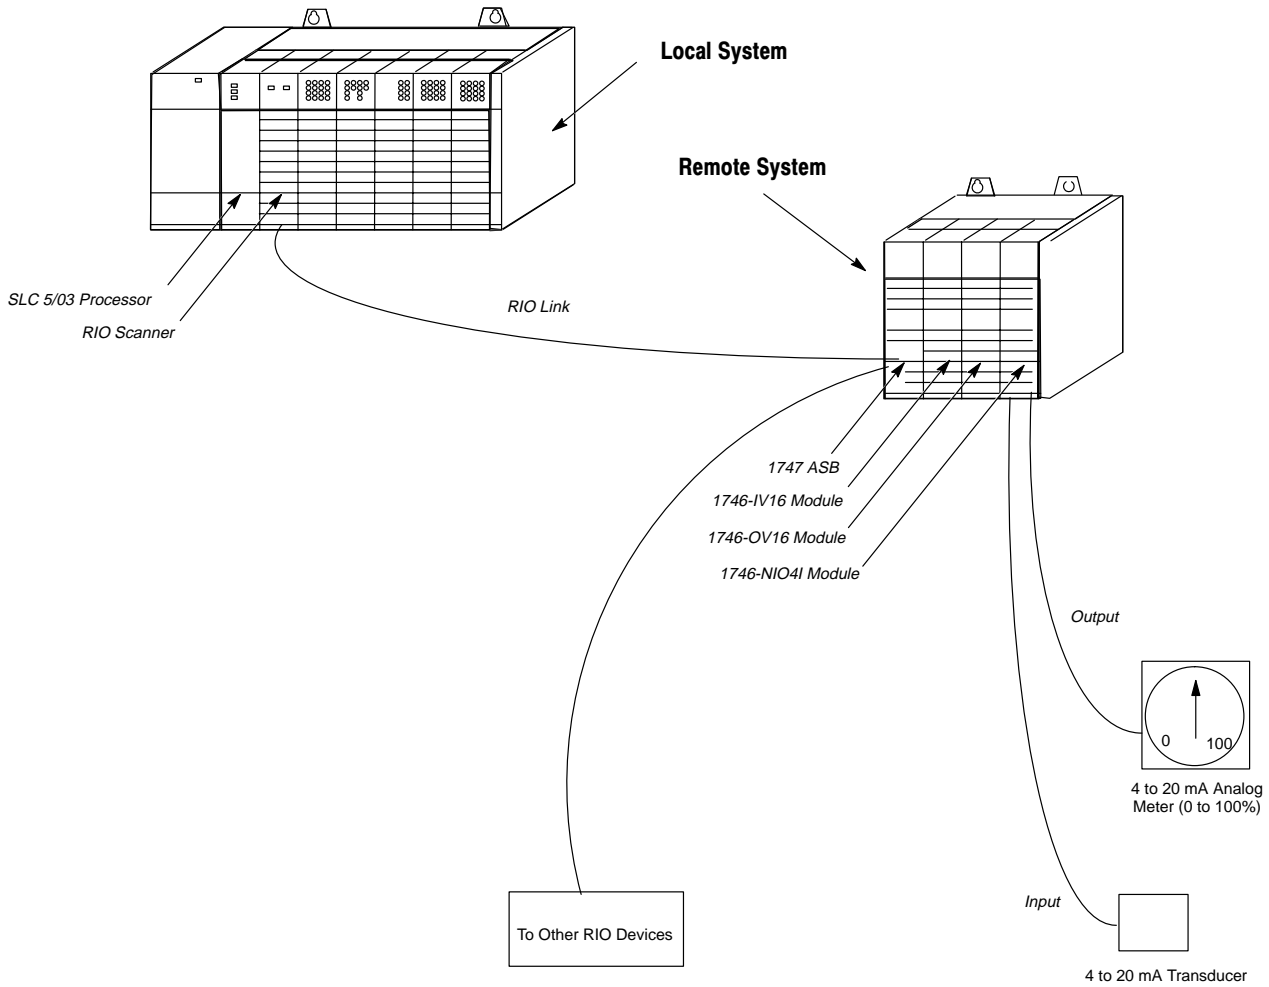 Local System
Remote System
SLC 5/03 Processor
RIO Scanner
RIO Link
1747 ASB
1746-IV16 Module
1746-OV16 Module
1746-NIO4I Module
Output
0
100
4 to 20 mA Analog
Meter (0 to 100%)
Input
To Other RIO Devices
4 to 20 mA Transducer